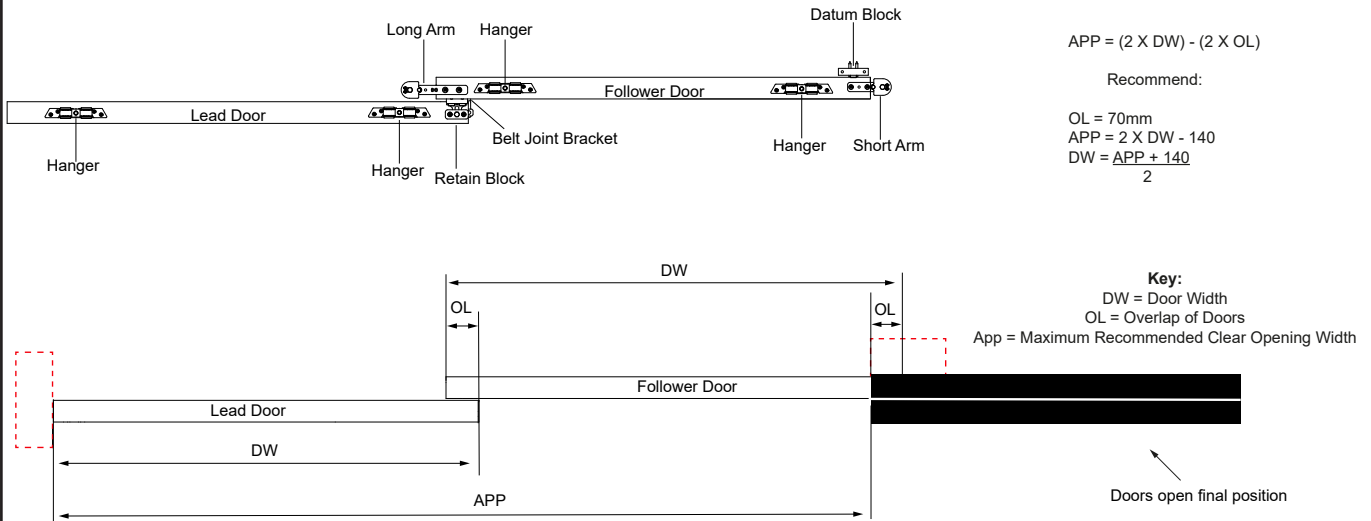 Datum Block
Long Arm
Hanger
APP = (2 X DW) - (2 X OL)
Recommend:
Follower Door
Lead Door
OL = 70mm
Belt Joint Bracket
APP = 2 X DW - 140
Hanger
Short Arm
Hanger
Hanger
Retain Block
DW = APP + 140
2
DW
Key:
DW = Door Width
OL
OL
OL = Overlap of Doors
App = Maximum Recommended Clear Opening Width
Follower Door
Lead Door
DW
APP
Doors open final position